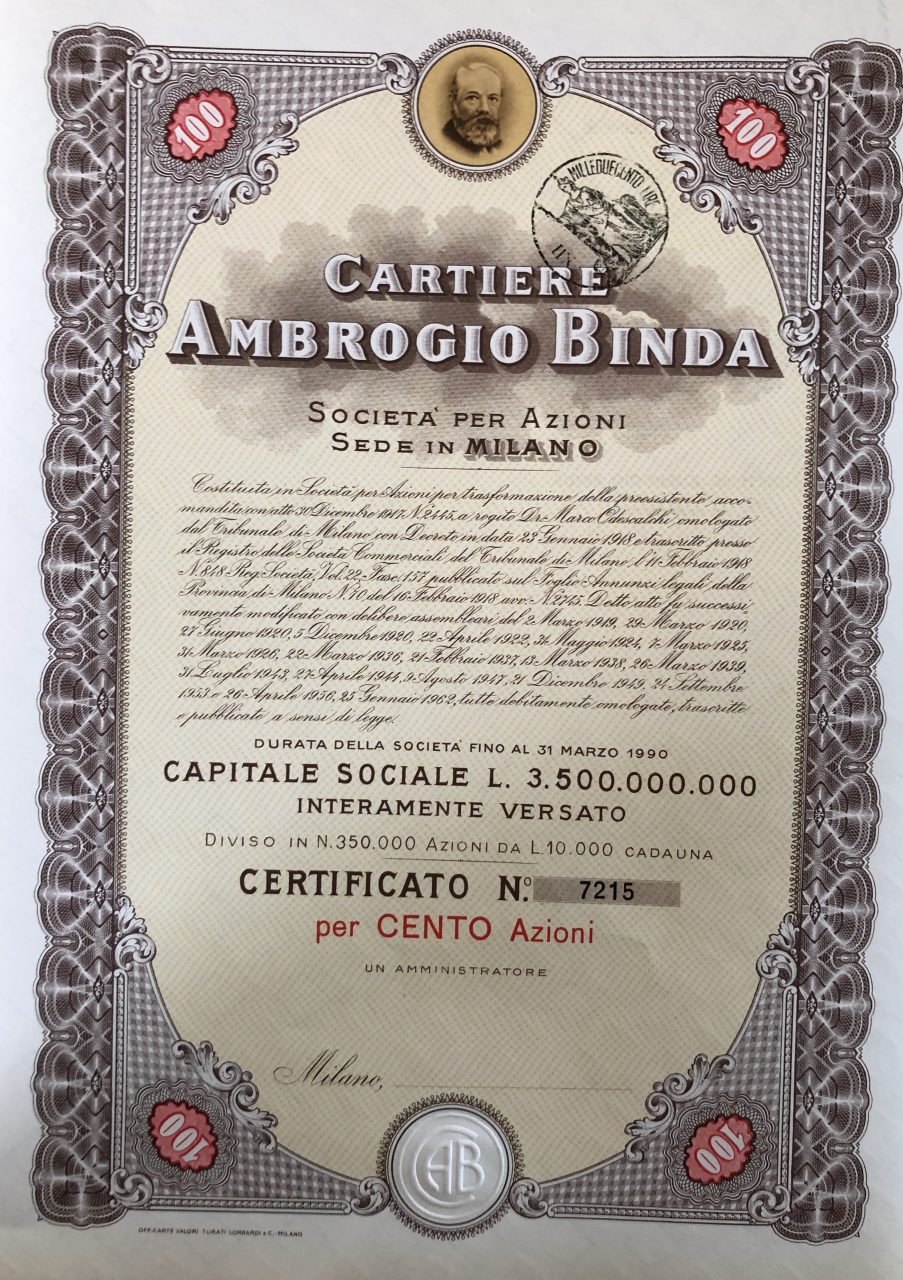 100
100
MILLEDUECENTO LIRE
CARTIERE
AMBROGIO BINDA
SOCIETA' PER AZIONI
SEDE IN MILANO
Costituita in Società per Azioni per trasformazione della preesistente acco-
mandita con atto 30 Dicembre 1917 N. 2445, a rogito Dr. Marco Odescalchi omologato
dal Tribunale di Milano con Decreto in data 25 Gennaio 1918 e trascritto presso
il Registro delle Società Commerciali del Tribunale di Milano l'11 Febbraio 1918
N. 848 Reg. Società, Vol. 22, Fasc. 157 pubblicato sul Foglio Annunzi legali della
Provincia di Milano N. 70 del 16 Febbraio 1918 avv. N. 2745. Detto atto fu successi
vamente modificato con delibere assembleari del 2 Marzo 1919, 29 Marzo 1920,
27 Giugno 1920, 5 Dicembre 1920, 22 Aprile 1922, 31 Maggio 1924, 7 Marzo 1925,
31 Marzo 1926, 22 Marzo 1936, 21 Febbraio 1937, 13 Marzo 1938, 26 Marzo 1939,
31 Luglio 1943, 27 Aprile 1944, 9 Agosto 1947, 21 Dicembre 1949, 24 Settembre
1953 e 26 Aprile 1956, 25 Gennaio 1962, tutte debitamente omologate, trascritte
e pubblicate a sensi di legge.
DURATA DELLA SOCIETA' FINO AL 31 MARZO 1990
CAPITALE SOCIALE L. 3.500.000.000
INTERAMENTE VERSATO
DIVISO IN N. 350.000 AZIONI DA L. 10.000 CADAUNA
CERTIFICATO N.º 7215
per CENTO Azioni
UN AMMINISTRATORE
Milano,
100
AB
100
OFF. CARTE VALORI TURATI LOMBARDI e C. - MILANO